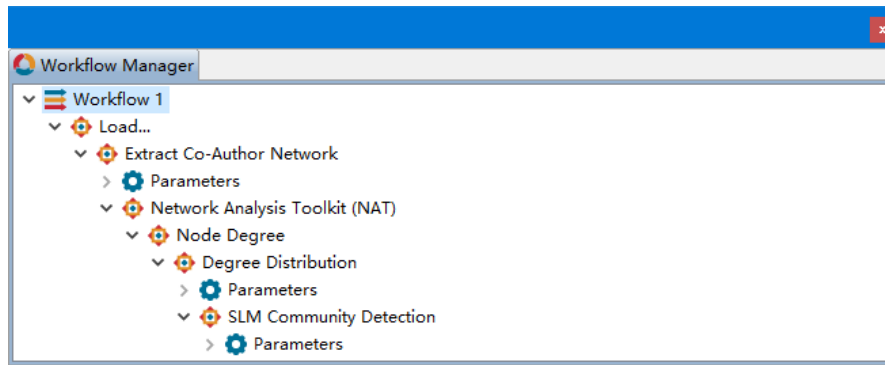 Workflow Manager
Workflow 1
Load...
Extract Co-Author Network
Parameters
Network Analysis Toolkit (NAT)
Node Degree
Degree Distribution
Parameters
SLM Community Detection
Parameters